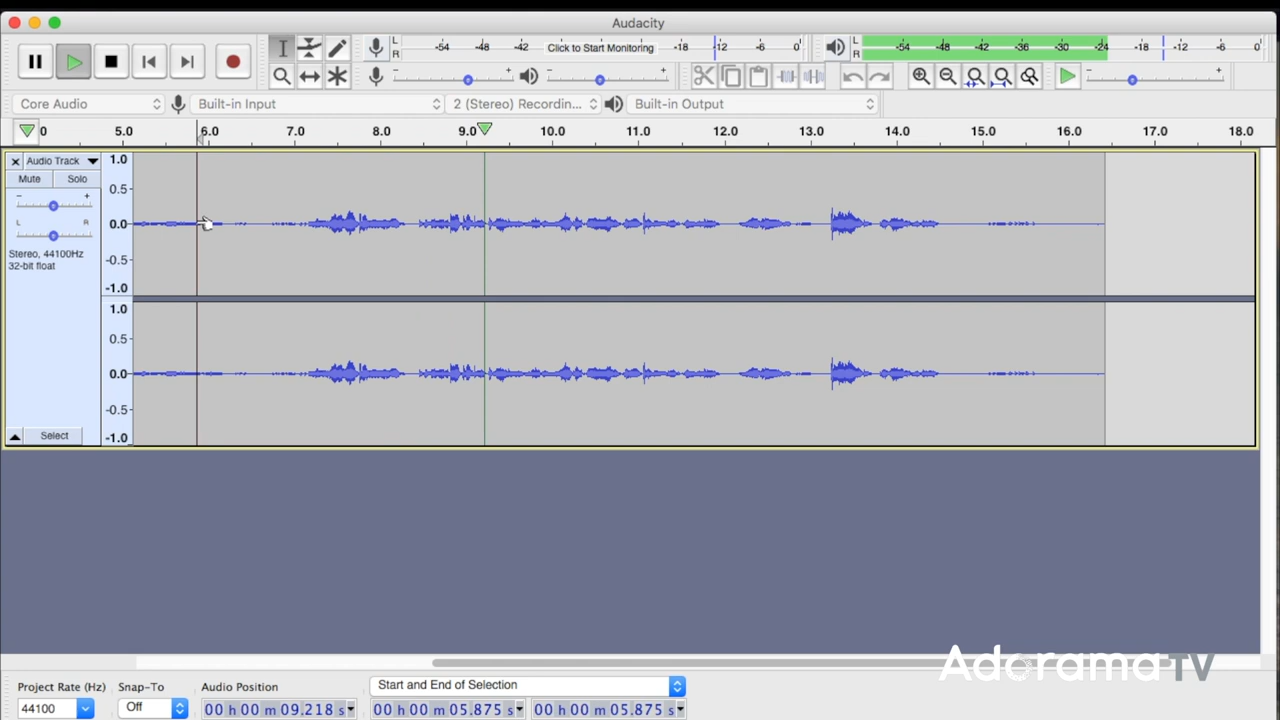 Audacity
L
R
-54 -48 -42 Click to Start Monitoring -18 -12 -6 0
L
R
-54 -48 -42 -36 -30 -24 -18 -12 -6 0
- +
- +
- +
Core Audio Built-in Input 2 (Stereo) Recordin... Built-in Output
0 5.0 6.0 7.0 8.0 9.0 10.0 11.0 12.0 13.0 14.0 15.0 16.0 17.0 18.0
Audio Track
Mute Solo
- +
L R
Stereo, 44100Hz
32-bit float
Select
1.0
0.5
0.0
-0.5
-1.0
1.0
0.5
0.0
-0.5
-1.0
AdoramaTV
Project Rate (Hz) Snap-To Audio Position Start and End of Selection
44100 Off 00 h 00 m 09.218 s 00 h 00 m 05.875 s 00 h 00 m 05.875 s